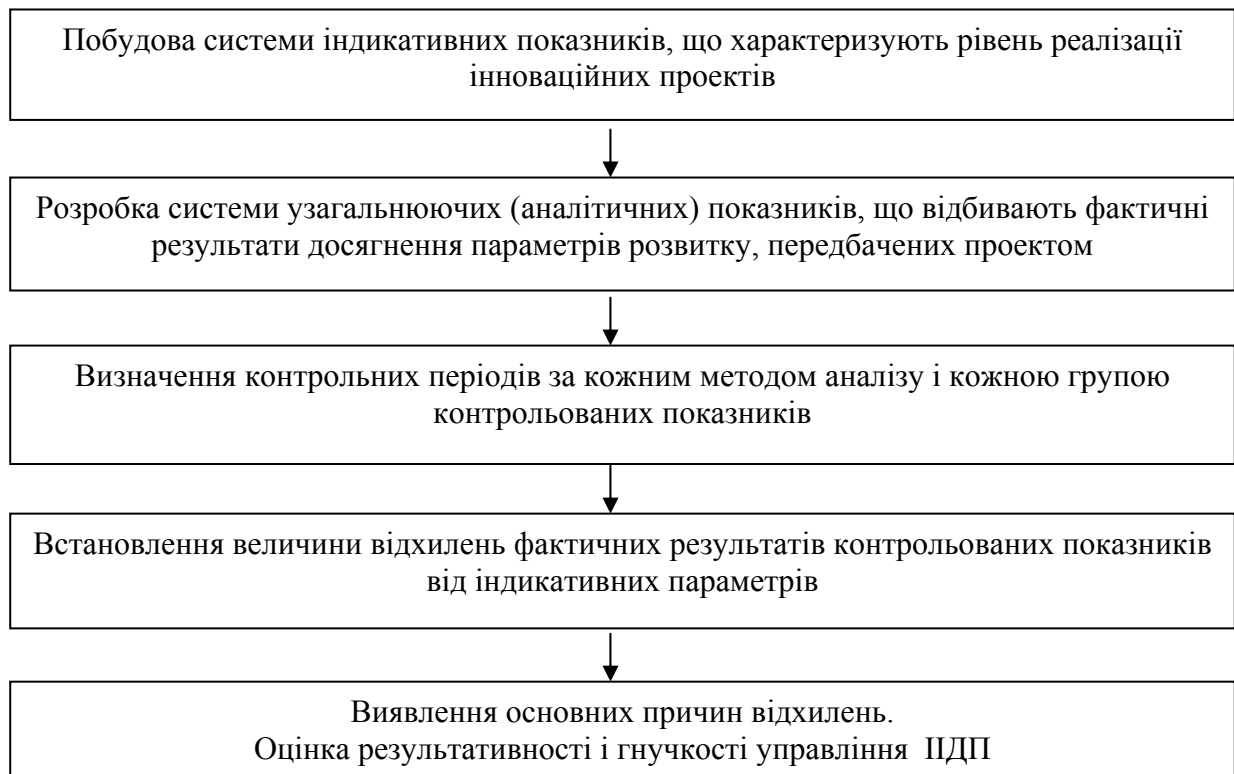 Побудова системи індикативних показників, що характеризують рівень реалізації
інноваційних проектів
Розробка системи узагальнюючих (аналітичних) показників, що відбивають фактичні
результати досягнення параметрів розвитку, передбачених проектом
Визначення контрольних періодів за кожним методом аналізу і кожною групою
контрольованих показників
Встановлення величини відхилень фактичних результатів контрольованих показників
від індикативних параметрів
Виявлення основних причин відхилень.
Оцінка результативності і гнучкості управління ІІДП